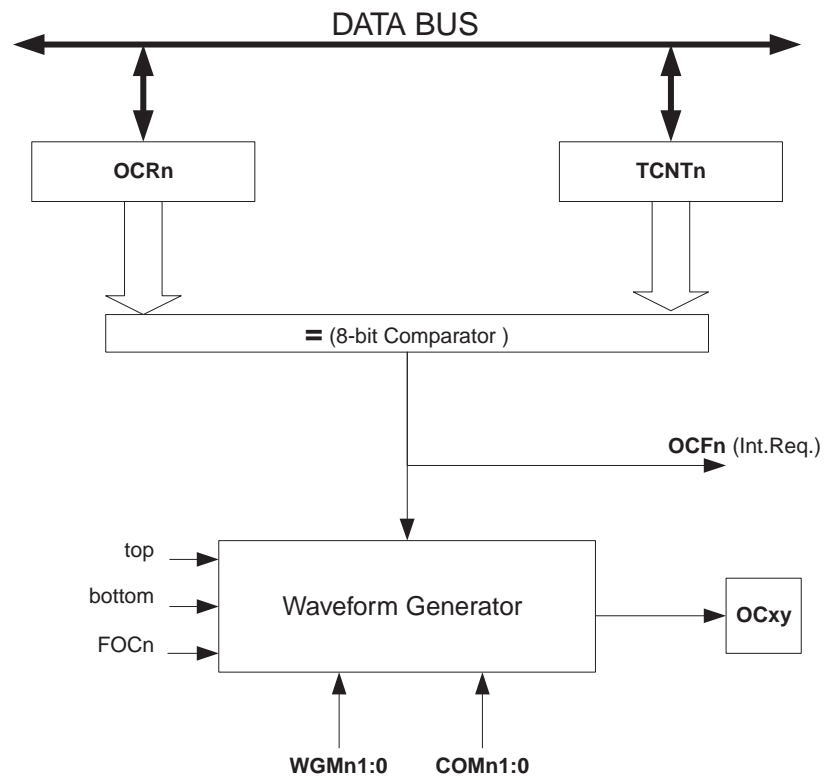 DATA BUS
OCRn
TCNTn
= (8-bit Comparator )
OCFn (Int.Req.)
top
bottom
FOCn
Waveform Generator
OCxy
WGMn1:0
COMn1:0